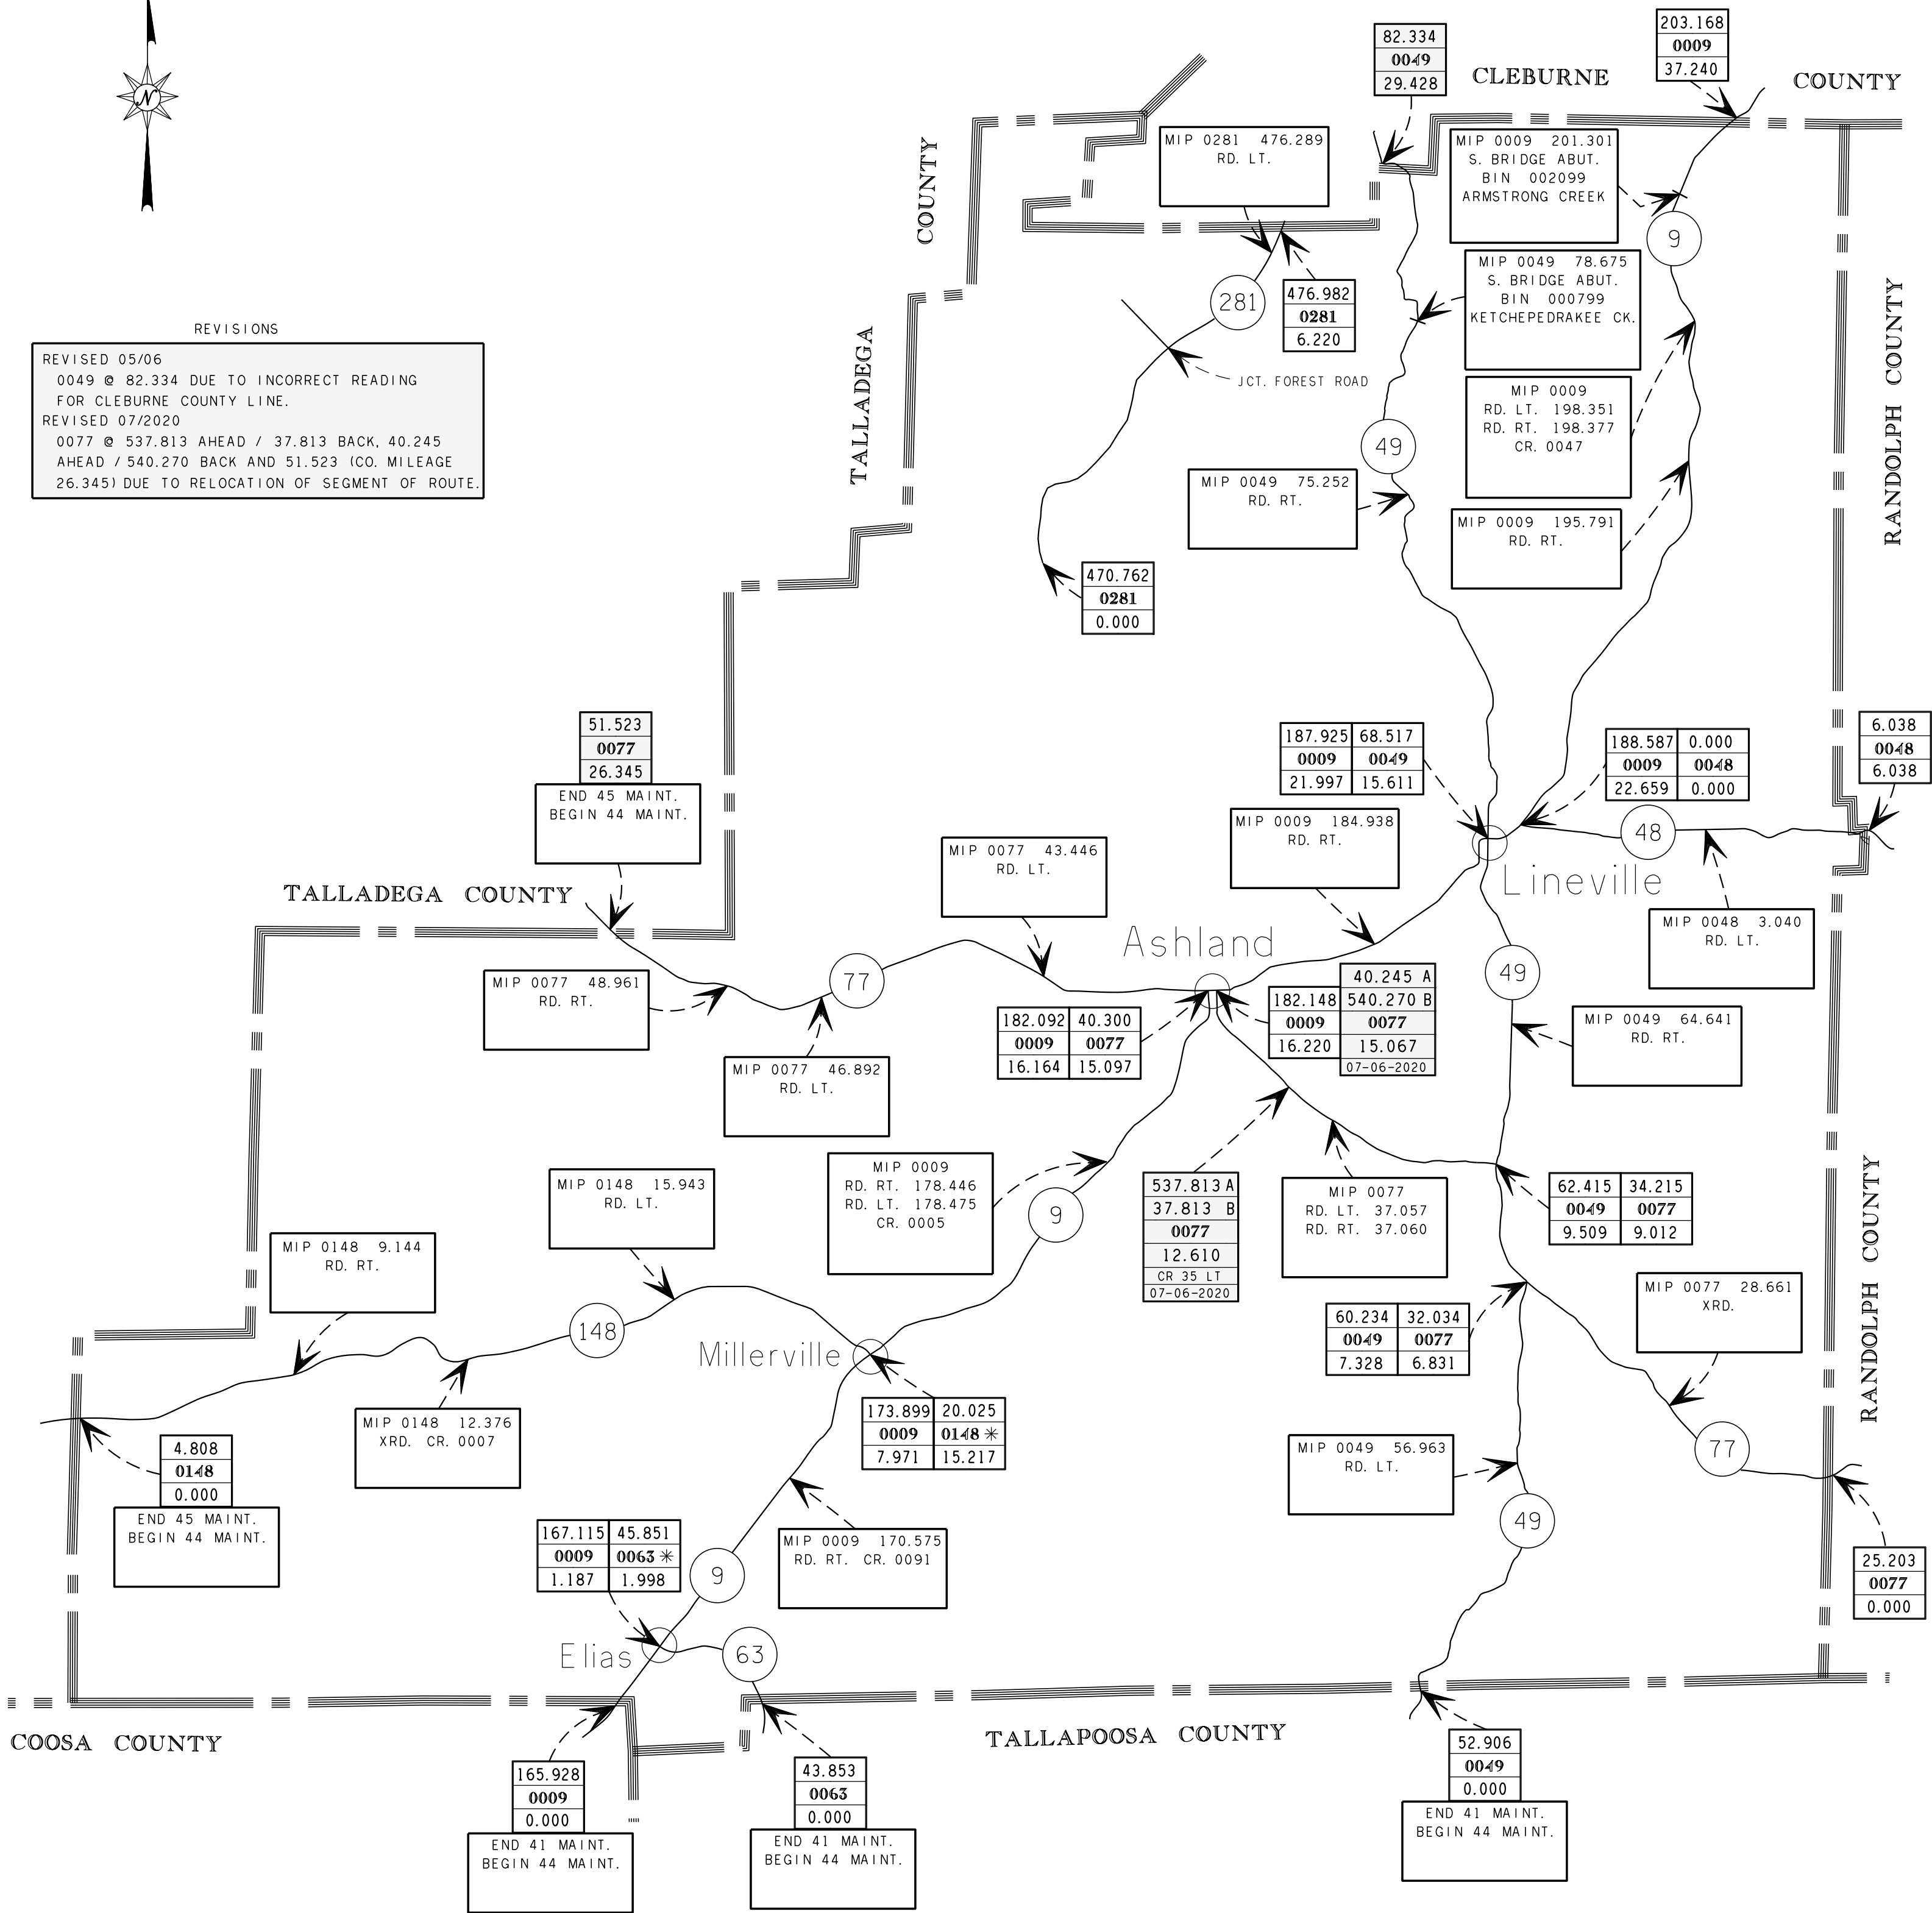 N
82.334
0049
29.428
CLEBURNE COUNTY
203.168
0009
37.240
MIP 0281 476.289
RD. LT.
MIP 0009 201.301
S. BRIDGE ABUT.
BIN 002099
ARMSTRONG CREEK
COUNTY
TALLADEGA
9
281
476.982
0281
6.220
MIP 0049 78.675
S. BRIDGE ABUT.
BIN 000799
KETCHEPEDRAKEE CK.
RANDOLPH COUNTY
REVISIONS
REVISED 05/06
0049 @ 82.334 DUE TO INCORRECT READING
FOR CLEBURNE COUNTY LINE.
REVISED 07/2020
0077 @ 537.813 AHEAD / 37.813 BACK, 40.245
AHEAD / 540.270 BACK AND 51.523 (CO. MILEAGE
26.345) DUE TO RELOCATION OF SEGMENT OF ROUTE.
JCT. FOREST ROAD
MIP 0009
RD. LT. 198.351
RD. RT. 198.377
CR. 0047
49
MIP 0049 75.252
RD. RT.
MIP 0009 195.791
RD. RT.
470.762
0281
0.000
51.523
0077
26.345
END 45 MAINT.
BEGIN 44 MAINT.
187.925 68.517
0009 0049
21.997 15.611
188.587 0.000
0009 0048
22.659 0.000
6.038
0048
6.038
MIP 0009 184.938
RD. RT.
48
MIP 0077 43.446
RD. LT.
Lineville
TALLADEGA COUNTY
MIP 0048 3.040
RD. LT.
Ashland
MIP 0077 48.961
RD. RT.
77
49
182.092 40.300
0009 0077
16.164 15.097
40.245 A
182.148 540.270 B
0009 0077
16.220 15.067
07-06-2020
MIP 0049 64.641
RD. RT.
MIP 0077 46.892
RD. LT.
MIP 0148 15.943
RD. LT.
MIP 0009
RD. RT. 178.446
RD. LT. 178.475
CR. 0005
9
537.813 A
37.813 B
0077
12.610
CR 35 LT
07-06-2020
MIP 0077
RD. LT. 37.057
RD. RT. 37.060
62.415 34.215
0049 0077
9.509 9.012
RANDOLPH COUNTY
MIP 0148 9.144
RD. RT.
148
Millerville
60.234 32.034
0049 0077
7.328 6.831
MIP 0077 28.661
XRD.
MIP 0148 12.376
XRD. CR. 0007
173.899 20.025
0009 0148 *
7.971 15.217
4.808
0148
0.000
END 45 MAINT.
BEGIN 44 MAINT.
MIP 0049 56.963
RD. LT.
77
49
167.115 45.851
0009 0063 *
1.187 1.998
9
MIP 0009 170.575
RD. RT. CR. 0091
25.203
0077
0.000
Elias
63
COOSA COUNTY
TALLAPOOSA COUNTY
165.928
0009
0.000
END 41 MAINT.
BEGIN 44 MAINT.
43.853
0063
0.000
END 41 MAINT.
BEGIN 44 MAINT.
52.906
0049
0.000
END 41 MAINT.
BEGIN 44 MAINT.